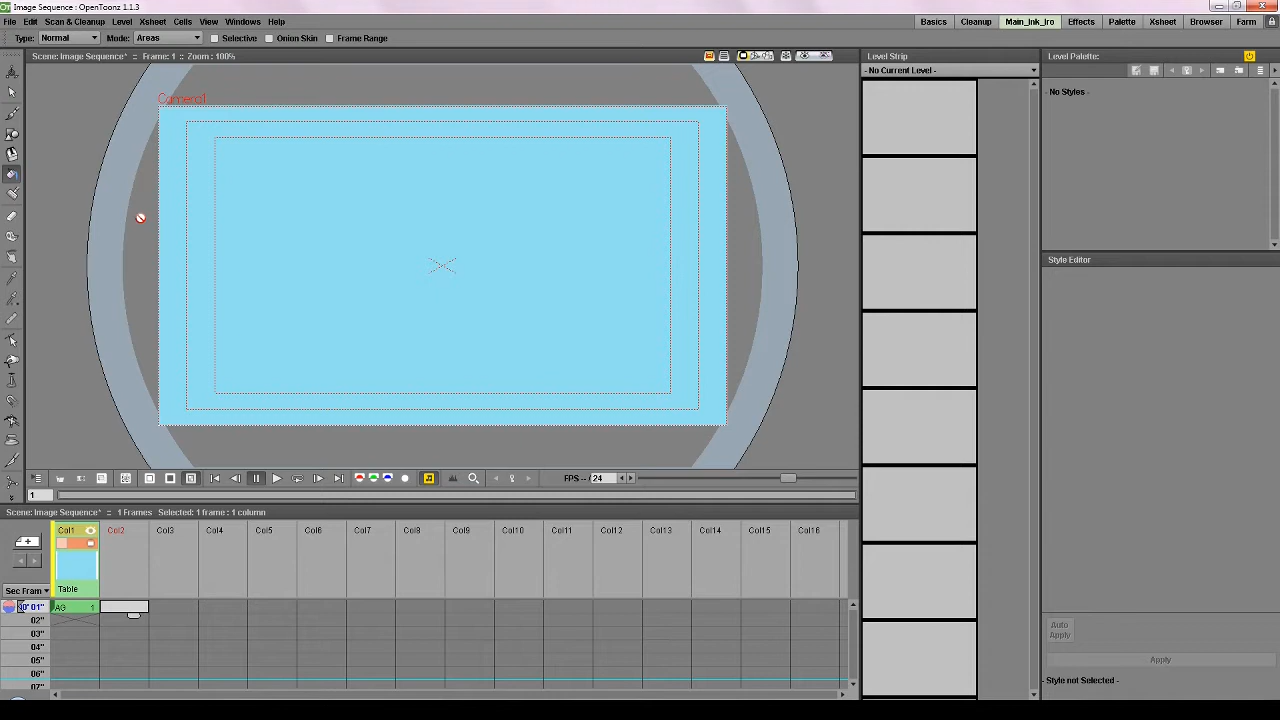 Image Sequence : OpenToonz 1.1.3
File Edit Scan & Cleanup Level Xsheet Cells View Windows Help
Basics Cleanup Main_Ink_Iro Effects Palette Xsheet Browser Farm
Type: Normal Mode: Areas Selective Onion Skin Frame Range
Scene: Image Sequence* :: Frame: 1 :: Zoom : 100%
Level Strip
Level Palette:
- No Current Level -
- No Styles -
Camera1
Style Editor
FPS -- / 24
1
Scene: Image Sequence* :: 1 Frames Selected: 1 frame : 1 column
Col1 Col2 Col3 Col4 Col5 Col6 Col7 Col8 Col9 Col10 Col11 Col12 Col13 Col14 Col15 Col16
Table
Sec Fram
0' 01" AG 1
02"
03"
04"
05"
06"
07"
Auto
Apply
Apply
- Style not Selected -